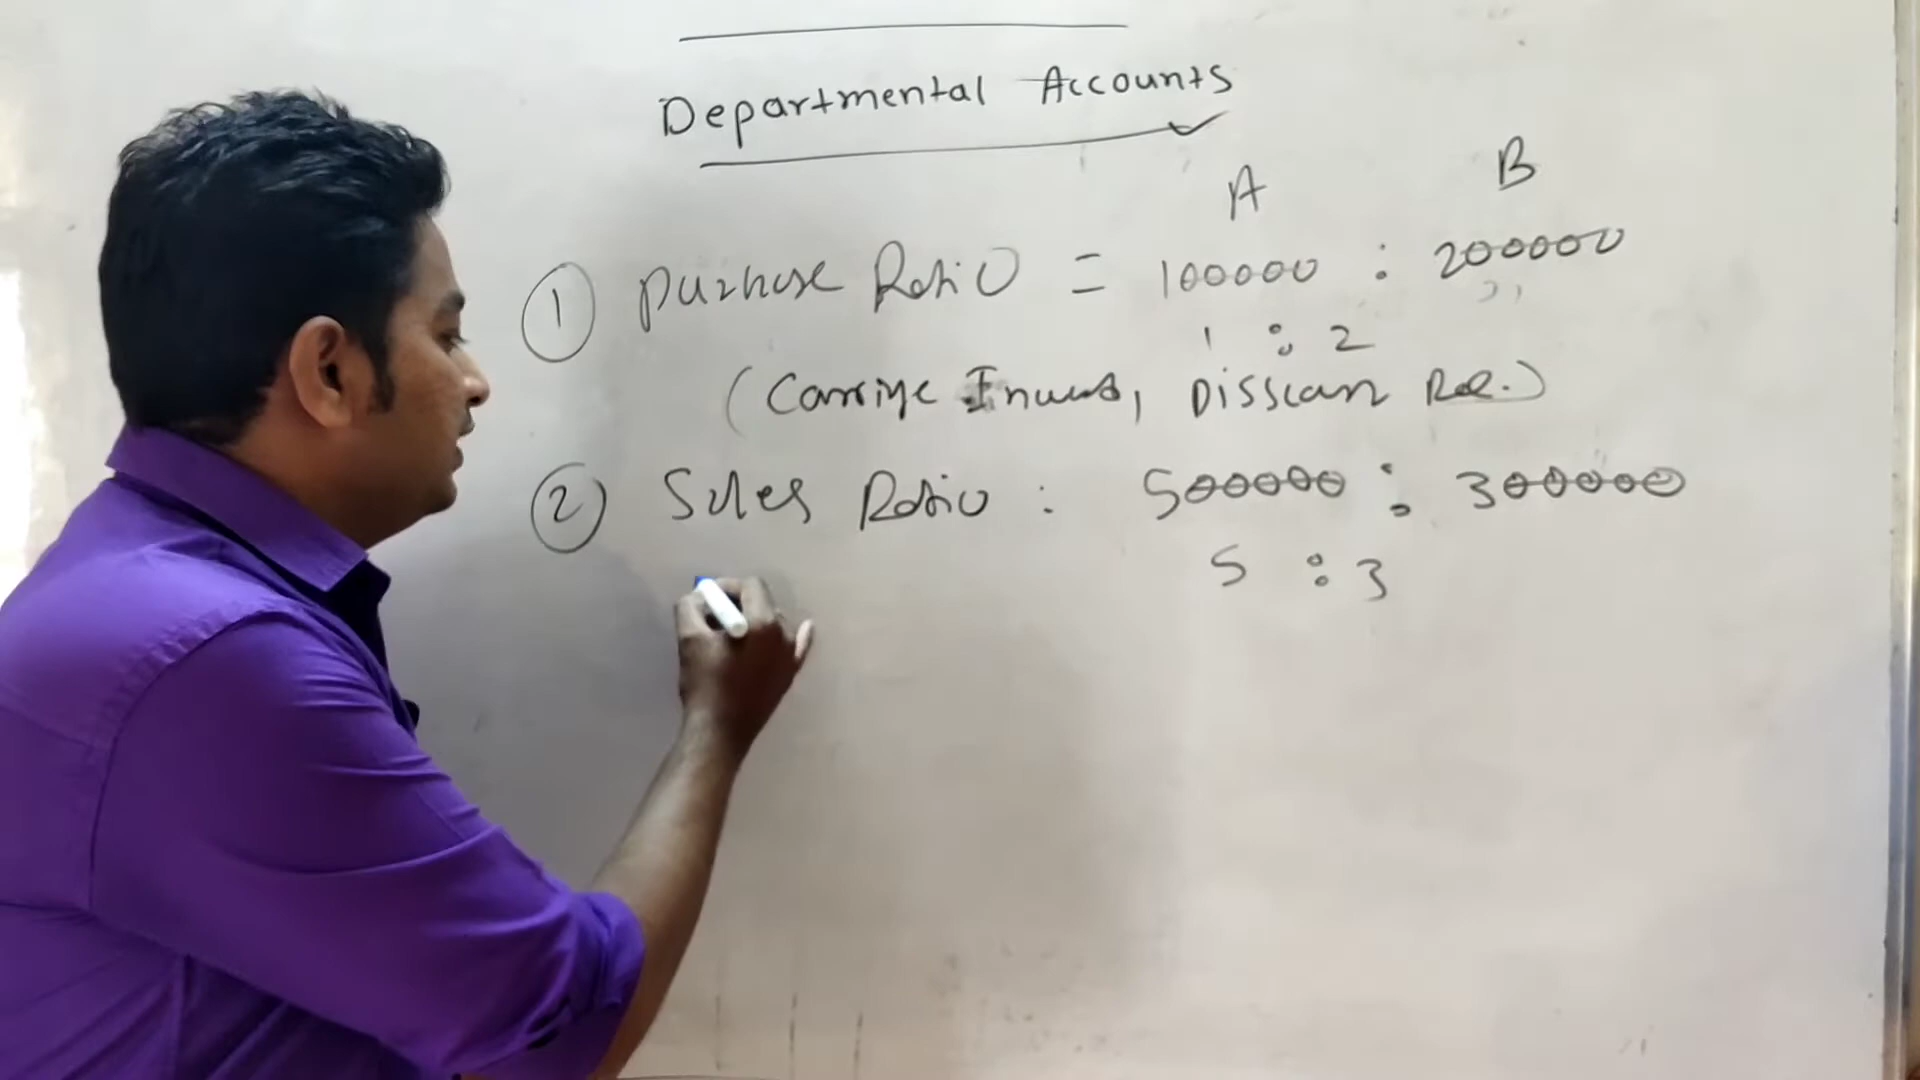 Departmental Accounts
A B
① Purchase Ratio = 100000 : 200000
1 : 2
(Carriage Inward, Discount Rec.)
② Sales Ratio : 500000 : 300000
5 : 3